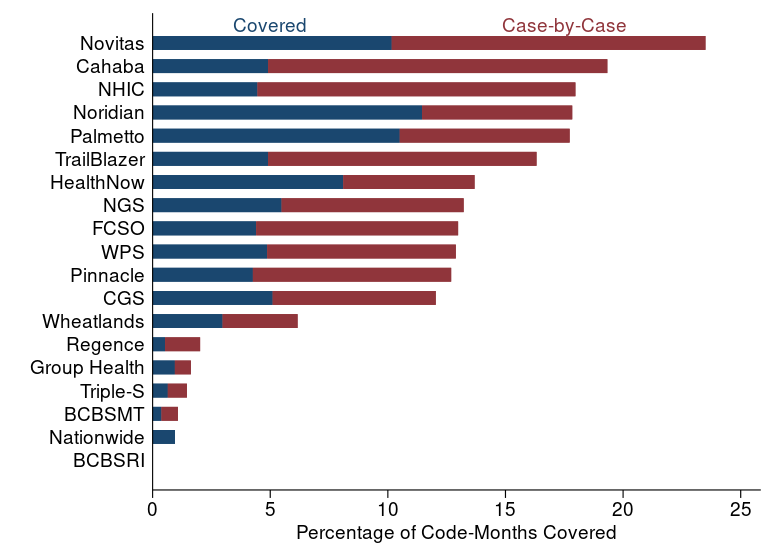 Covered Case-by-Case
Novitas
Cahaba
NHIC
Noridian
Palmetto
TrailBlazer
HealthNow
NGS
FCSO
WPS
Pinnacle
CGS
Wheatlands
Regence
Group Health
Triple-S
BCBSMT
Nationwide
BCBSRI
0 5 10 15 20 25
Percentage of Code-Months Covered